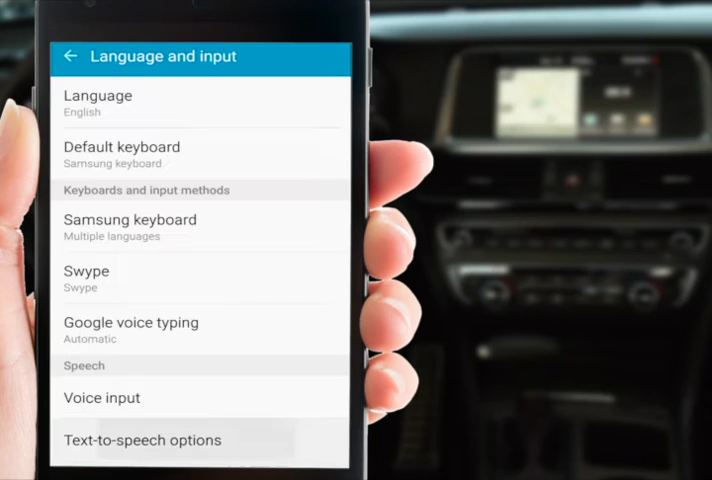 ← Language and input
Language
English
Default keyboard
Samsung keyboard
Keyboards and input methods
Samsung keyboard
Multiple languages
Swype
Swype
Google voice typing
Automatic
Speech
Voice input
Text-to-speech options